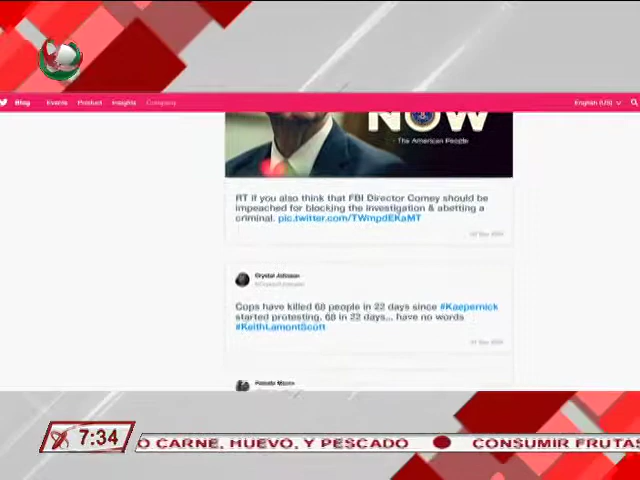 Blog Events Product Insights Company English (US)
NOW
- The American People
RT if you also think that FBI Director Comey should be
impeached for blocking the investigation & abetting a
criminal. pic.twitter.com/TWmpdEKaMT
Crystal Johnson
Cops have killed 68 people in 22 days since #Kaepernick
started protesting. 68 in 22 days... have no words
#KeithLamontScott
7:34
O CARNE, HUEVO, Y PESCADO CONSUMIR FRUTAS